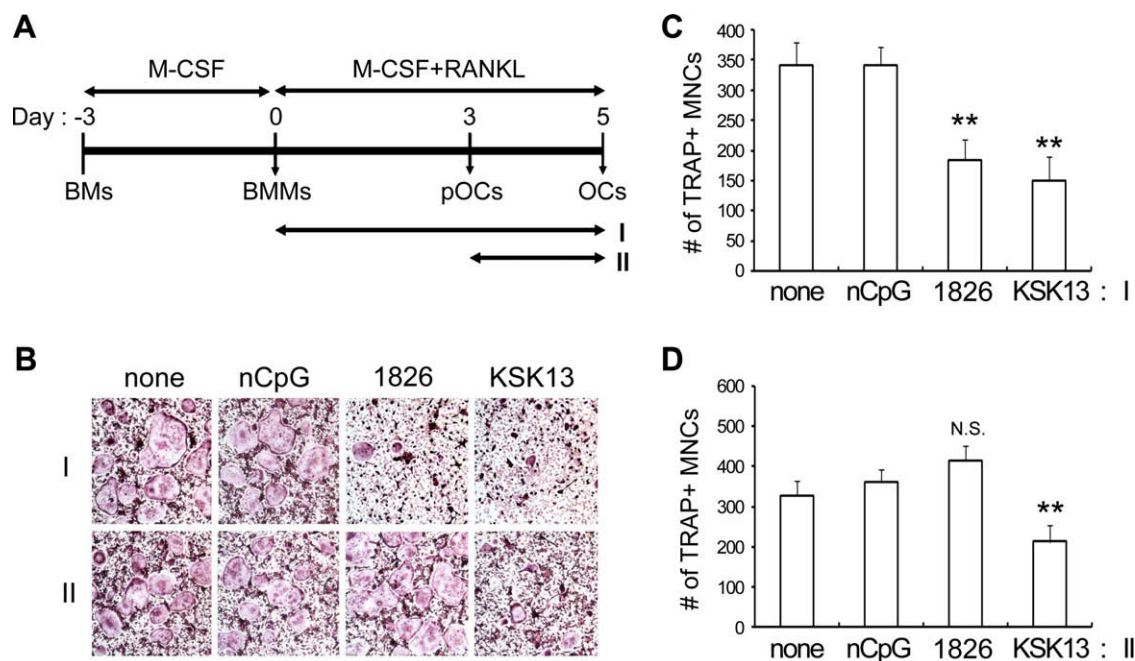 A
M-CSF
M-CSF+RANKL
Day : -3 0 3 5
BMs BMMs pOCs OCs
I
II
B
none nCpG 1826 KSK13
I
II
C
# of TRAP+ MNCs
400
350
300
250
200
150
100
50
0
**
**
none nCpG 1826 KSK13 : I
D
# of TRAP+ MNCs
600
500
400
300
200
100
0
N.S.
**
none nCpG 1826 KSK13 : II